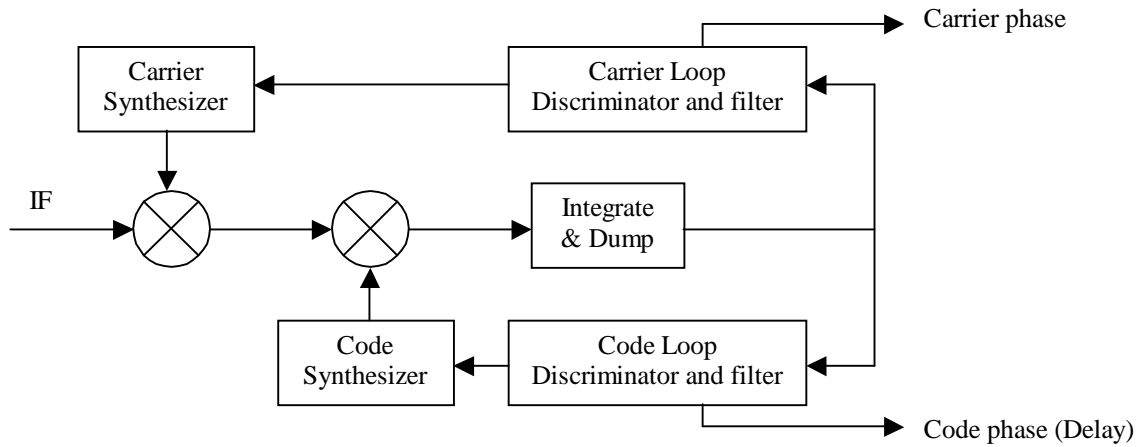 Carrier phase
Carrier
Synthesizer
Carrier Loop
Discriminator and filter
IF
Integrate
& Dump
Code
Synthesizer
Code Loop
Discriminator and filter
Code phase (Delay)